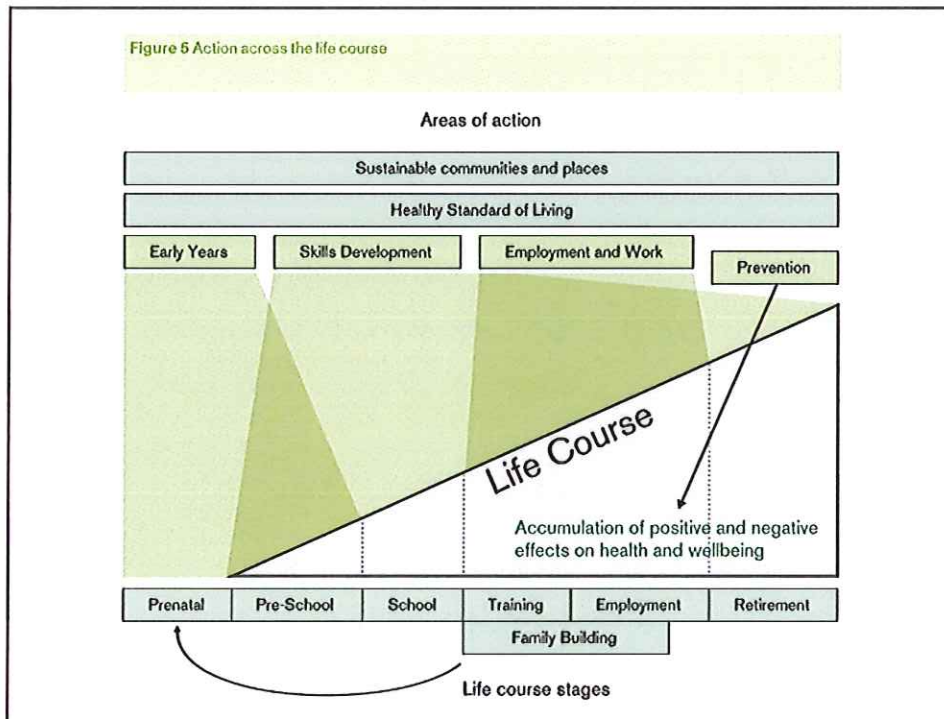 Figure 5 Action across the life course
Areas of action
Sustainable communities and places
Healthy Standard of Living
Early Years
Skills Development
Employment and Work
Prevention
Life Course
Accumulation of positive and negative
effects on health and wellbeing
Prenatal
Pre-School
School
Training
Employment
Retirement
Family Building
Life course stages